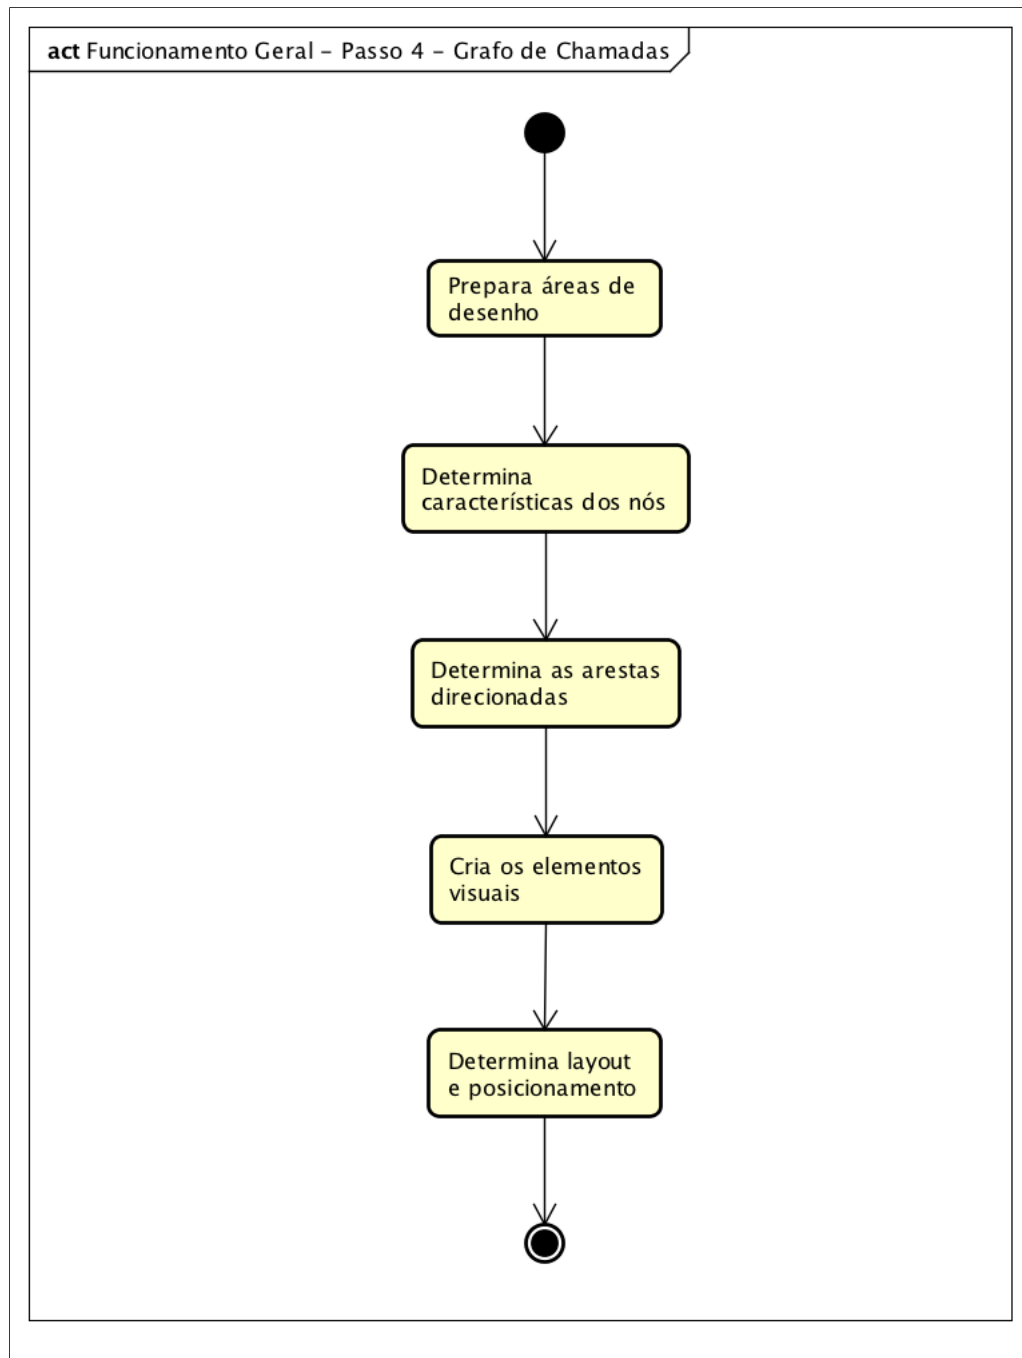 act Funcionamento Geral – Passo 4 – Grafo de Chamadas
Prepara áreas de
desenho
Determina
características dos nós
Determina as arestas
direcionadas
Cria os elementos
visuais
Determina layout
e posicionamento